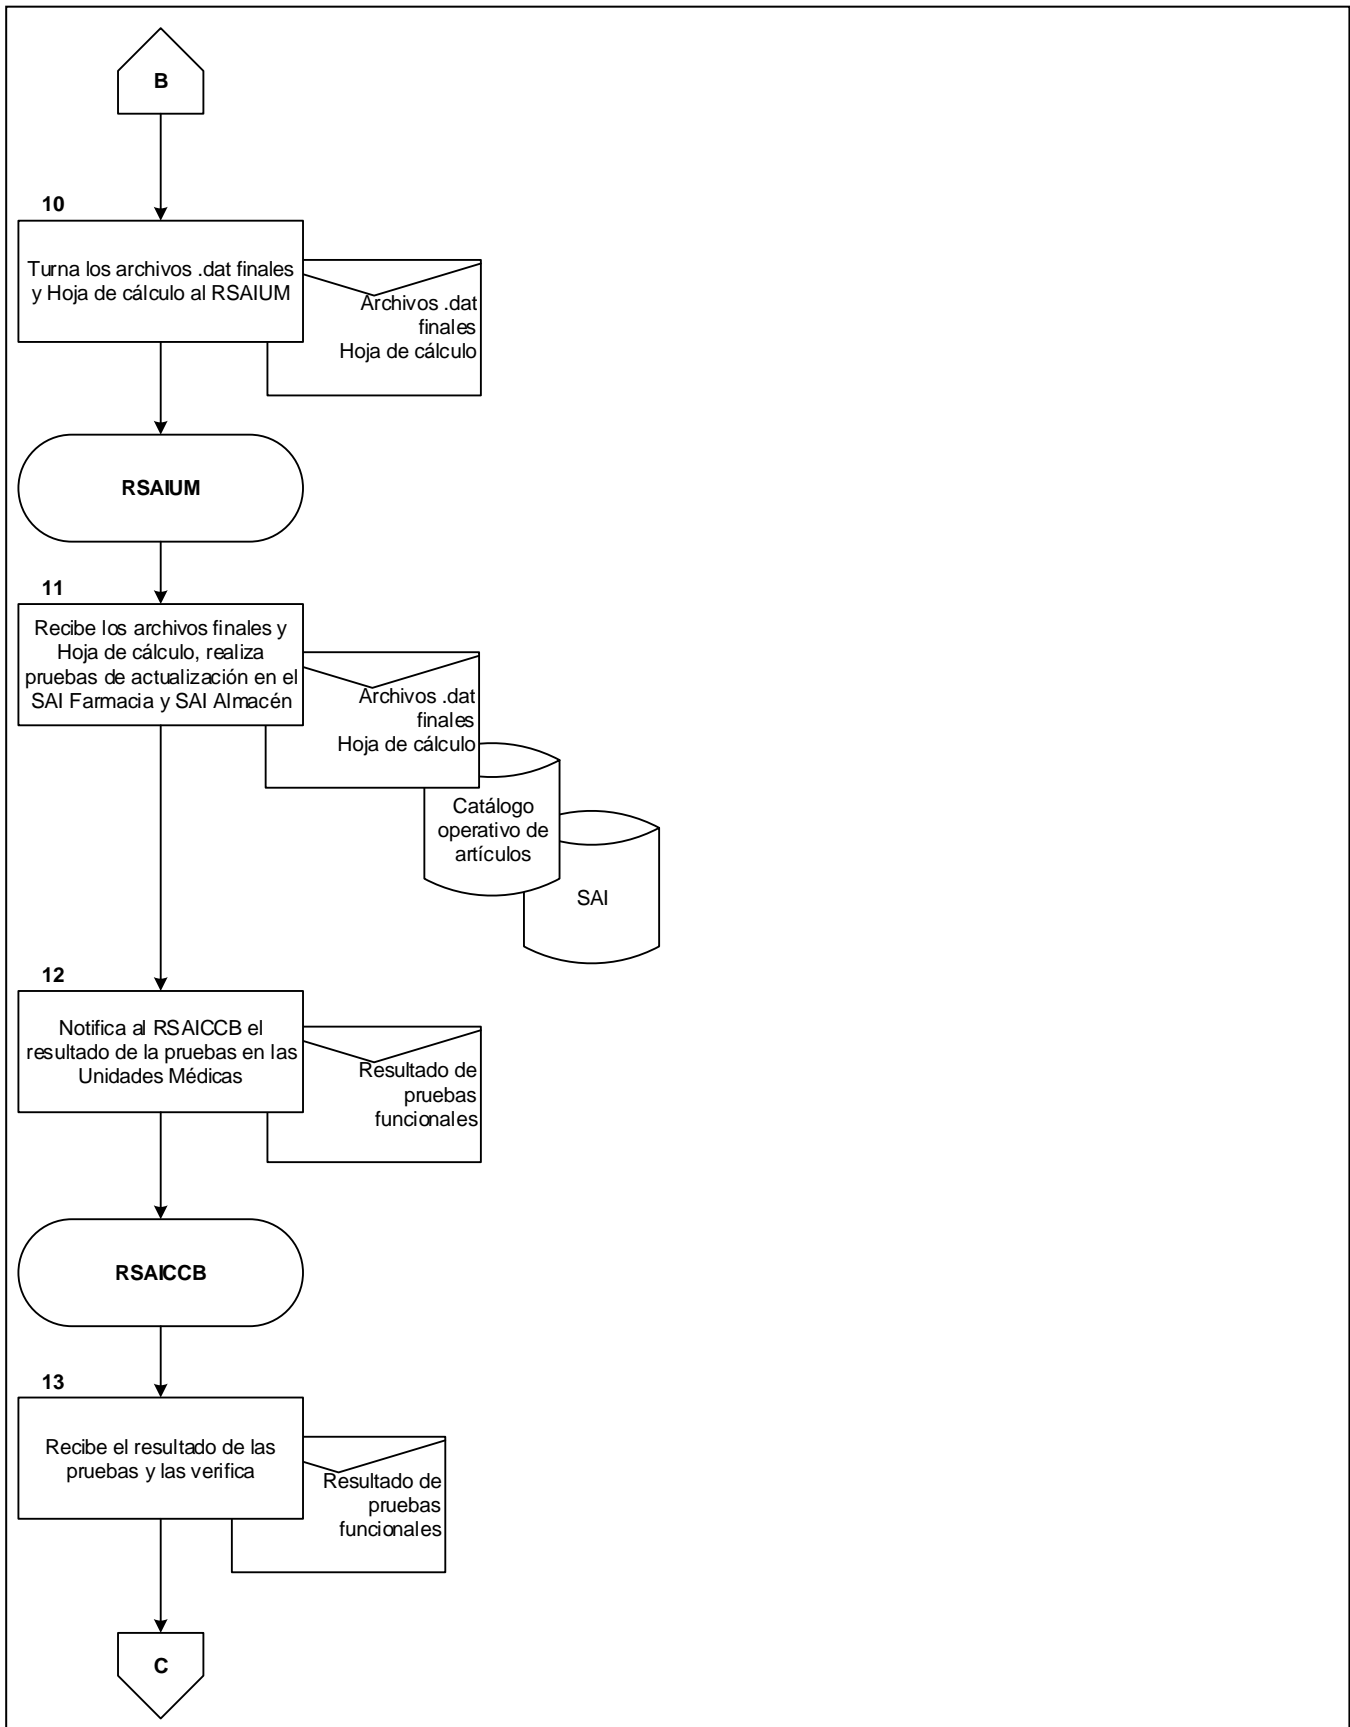 B
10
Turna los archivos .dat finales
y Hoja de cálculo al RSAIUM
Archivos .dat
finales
Hoja de cálculo
RSAIUM
11
Recibe los archivos finales y
Hoja de cálculo, realiza
pruebas de actualización en el
SAI Farmacia y SAI Almacén
Archivos .dat
finales
Hoja de cálculo
Catálogo
operativo de
artículos
SAI
12
Notifica al RSAICCB el
resultado de la pruebas en las
Unidades Médicas
Resultado de
pruebas
funcionales
RSAICCB
13
Recibe el resultado de las
pruebas y las verifica
Resultado de
pruebas
funcionales
C